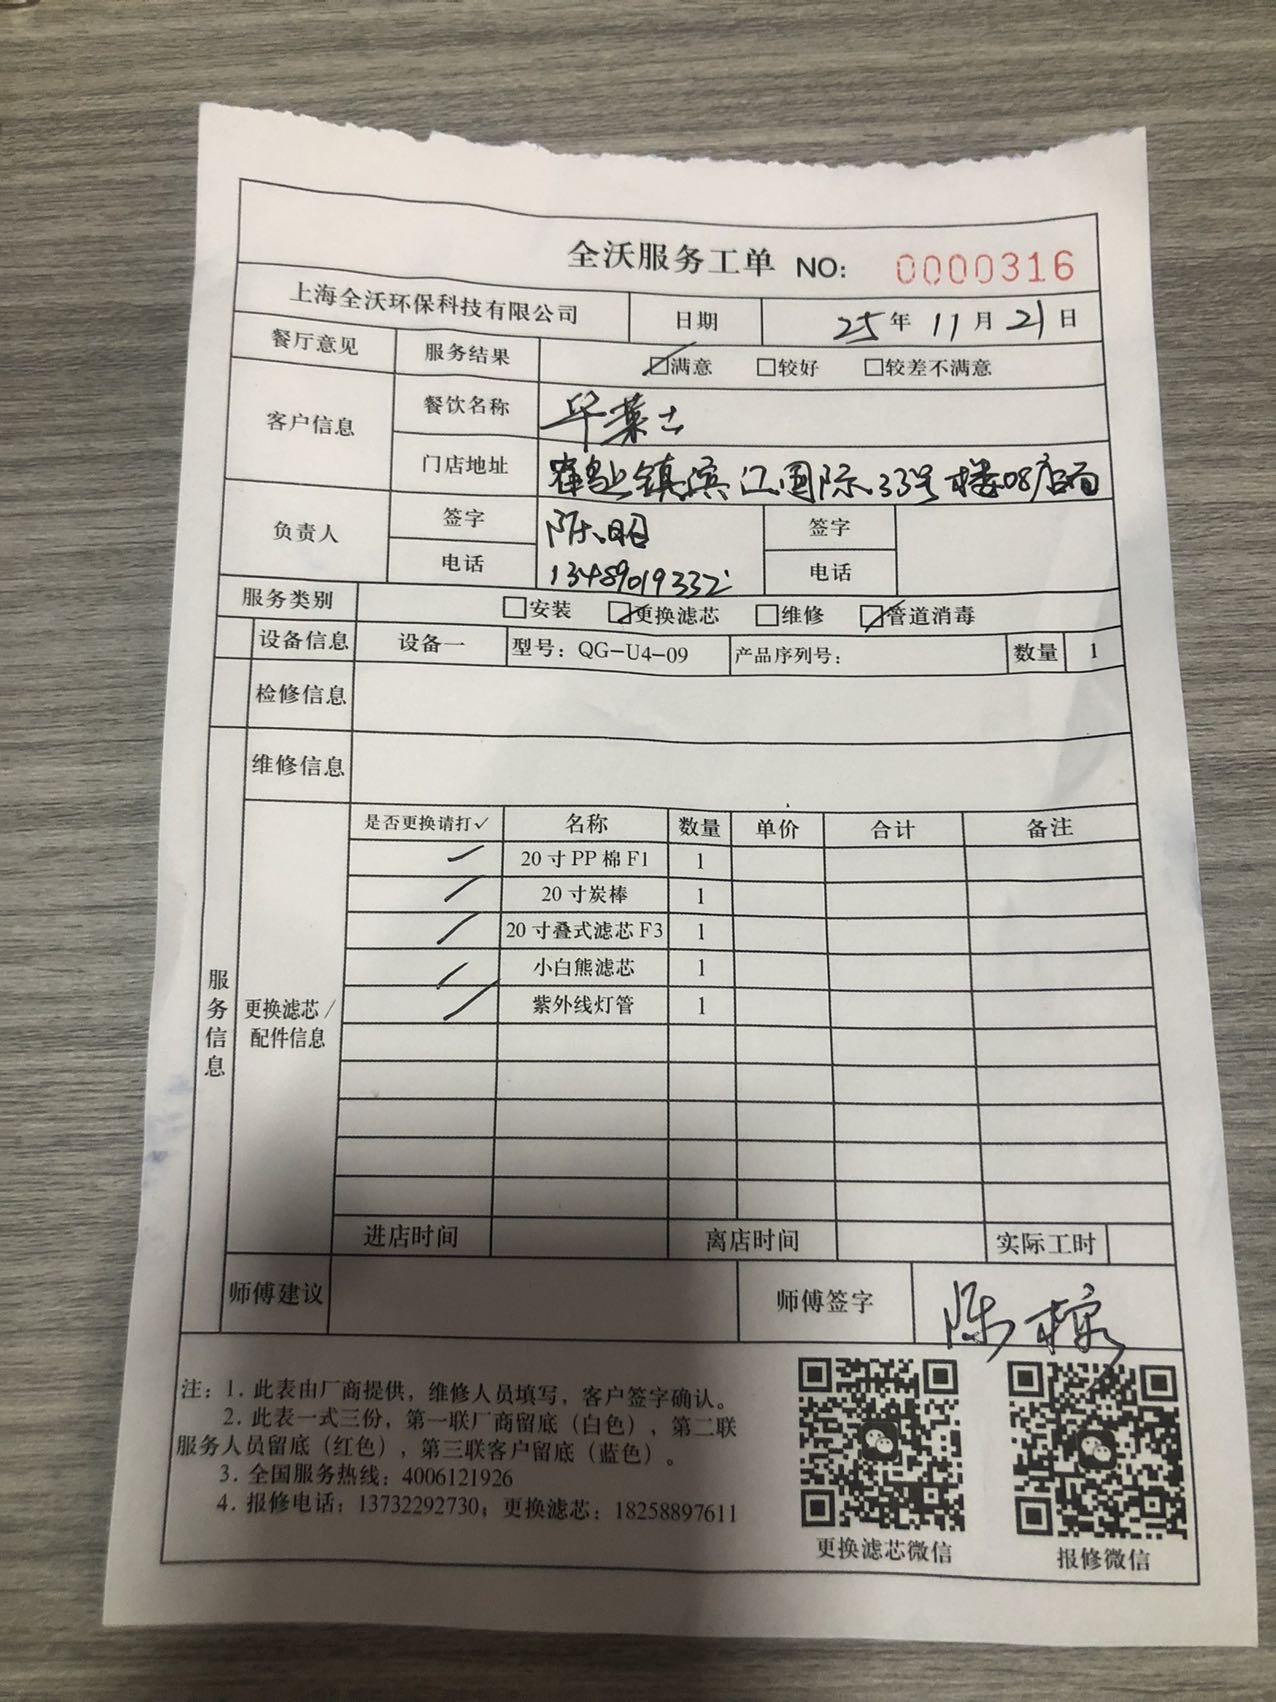 全沃服务工单 NO: 0000316
上海全沃环保科技有限公司 日期 25年11月21日
餐厅意见 服务结果 ☑满意 □较好 □较差不满意
客户信息 餐饮名称 华莱士
门店地址 镇滨江国际33号楼08店面
负责人 签字 陈 签字
电话 13489019332 电话
服务类别 □安装 ☑更换滤芯 □维修 ☑管道消毒
设备信息 设备一 型号：QG-U4-09 产品序列号： 数量 1
检修信息
维修信息
服务信息
更换滤芯/配件信息
是否更换请打✓ 名称 数量 单价 合计 备注
✓ 20寸PP棉F1 1
✓ 20寸炭棒 1
✓ 20寸叠式滤芯F3 1
✓ 小白熊滤芯 1
✓ 紫外线灯管 1
进店时间 离店时间 实际工时
师傅建议 师傅签字 陈
注：1. 此表由厂商提供，维修人员填写，客户签字确认。
2. 此表一式三份，第一联厂商留底（白色），第二联
服务人员留底（红色），第三联客户留底（蓝色）。
3. 全国服务热线：4006121926
4. 报修电话：13732292730；更换滤芯：18258897611
更换滤芯微信 报修微信